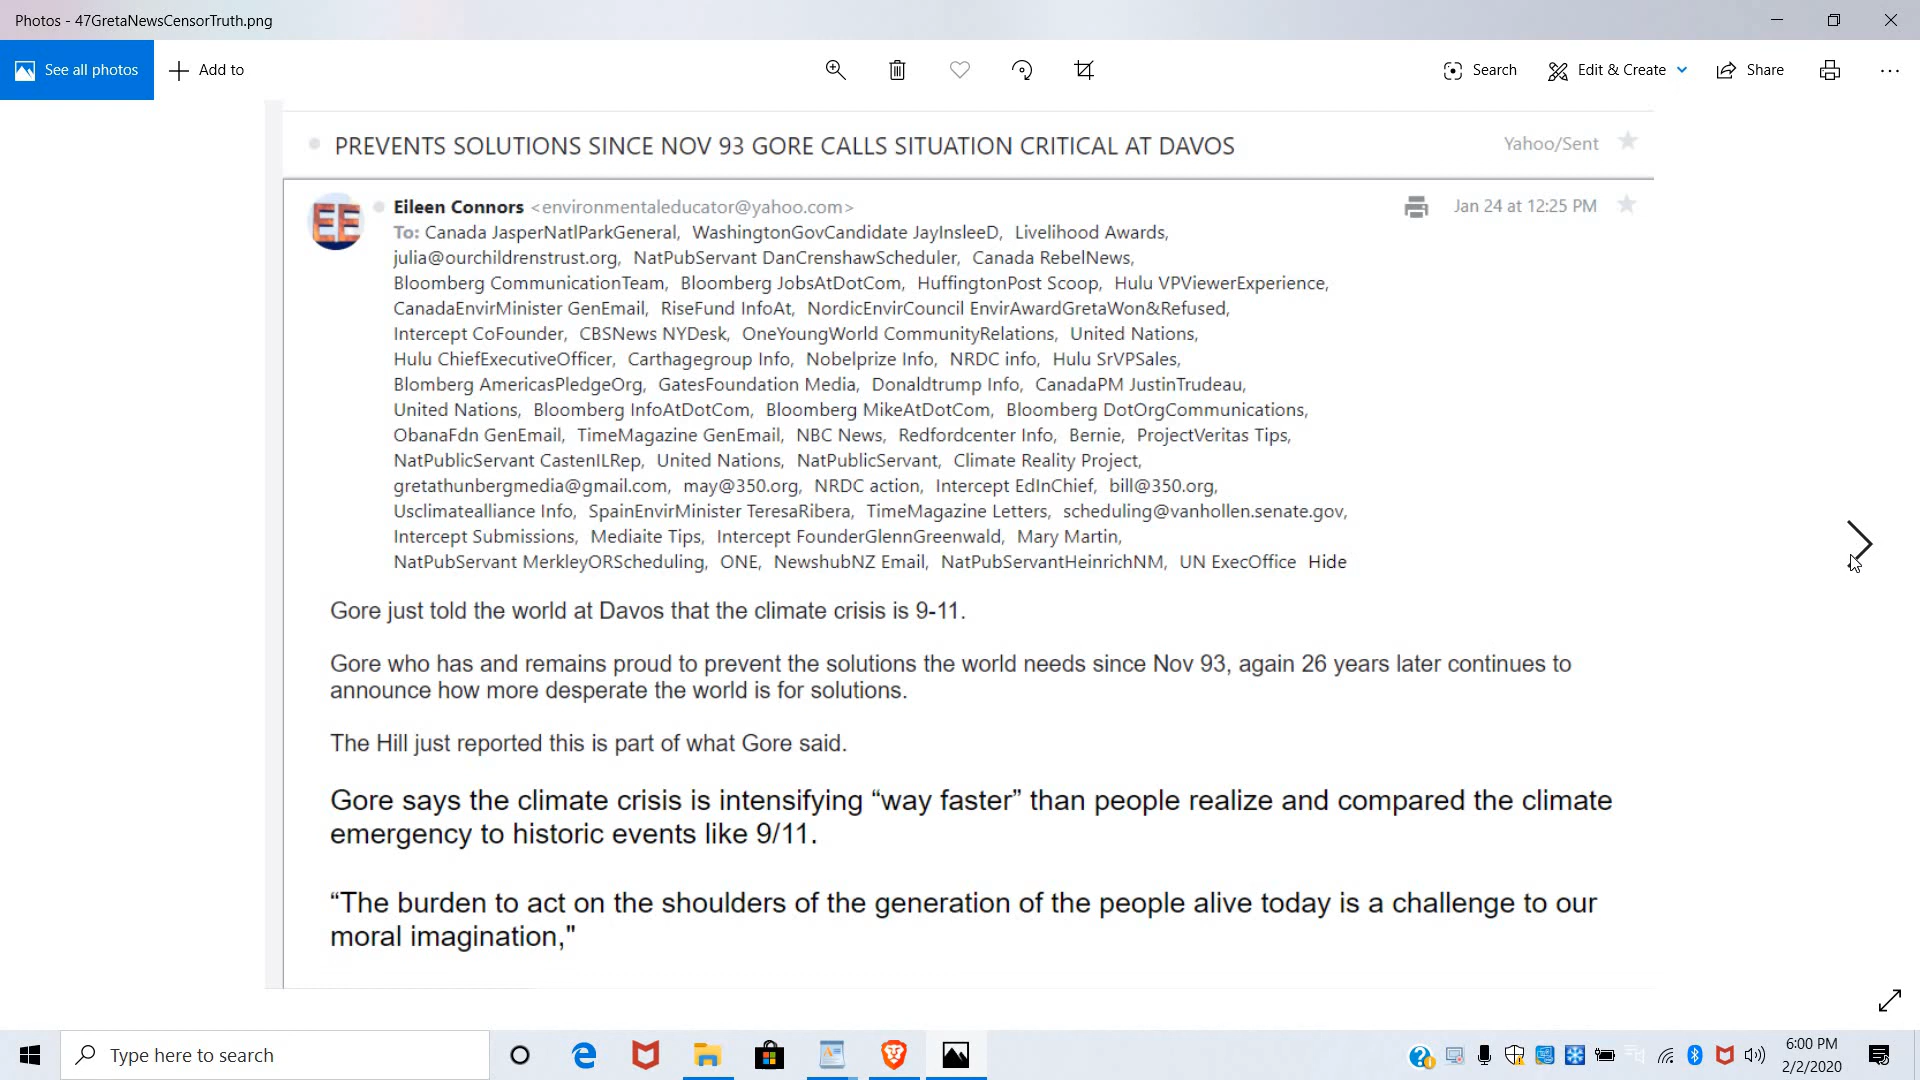 Photos - 47GretaNewsCensorTruth.png
See all photos
Add to
Search
Edit & Create
Share
PREVENTS SOLUTIONS SINCE NOV 93 GORE CALLS SITUATION CRITICAL AT DAVOS
Yahoo/Sent
EE
Eileen Connors <environmentaleducator@yahoo.com>
Jan 24 at 12:25 PM
To: Canada JasperNatlParkGeneral, WashingtonGovCandidate JayInsleeD, Livelihood Awards,
julia@ourchildrenstrust.org, NatPubServant DanCrenshawScheduler, Canada RebelNews,
Bloomberg CommunicationTeam, Bloomberg JobsAtDotCom, HuffingtonPost Scoop, Hulu VPViewerExperience,
CanadaEnvirMinister GenEmail, RiseFund InfoAt, NordicEnvirCouncil EnvirAwardGretaWon&Refused,
Intercept CoFounder, CBSNews NYDesk, OneYoungWorld CommunityRelations, United Nations,
Hulu ChiefExecutiveOfficer, Carthagegroup Info, Nobelprize Info, NRDC info, Hulu SrVPSales,
Blomberg AmericasPledgeOrg, GatesFoundation Media, Donaldtrump Info, CanadaPM JustinTrudeau,
United Nations, Bloomberg InfoAtDotCom, Bloomberg MikeAtDotCom, Bloomberg DotOrgCommunications,
ObanaFdn GenEmail, TimeMagazine GenEmail, NBC News, Redfordcenter Info, Bernie, ProjectVeritas Tips,
NatPublicServant CastenILRep, United Nations, NatPublicServant, Climate Reality Project,
gretathunbergmedia@gmail.com, may@350.org, NRDC action, Intercept EdInChief, bill@350.org,
Usclimatealliance Info, SpainEnvirMinister TeresaRibera, TimeMagazine Letters, scheduling@vanhollen.senate.gov,
Intercept Submissions, Mediaite Tips, Intercept FounderGlennGreenwald, Mary Martin,
NatPubServant MerkleyORScheduling, ONE, NewshubNZ Email, NatPubServantHeinrichNM, UN ExecOffice Hide
Gore just told the world at Davos that the climate crisis is 9-11.
Gore who has and remains proud to prevent the solutions the world needs since Nov 93, again 26 years later continues to
announce how more desperate the world is for solutions.
The Hill just reported this is part of what Gore said.
Gore says the climate crisis is intensifying “way faster” than people realize and compared the climate
emergency to historic events like 9/11.
“The burden to act on the shoulders of the generation of the people alive today is a challenge to our
moral imagination,"
Type here to search
6:00 PM
2/2/2020